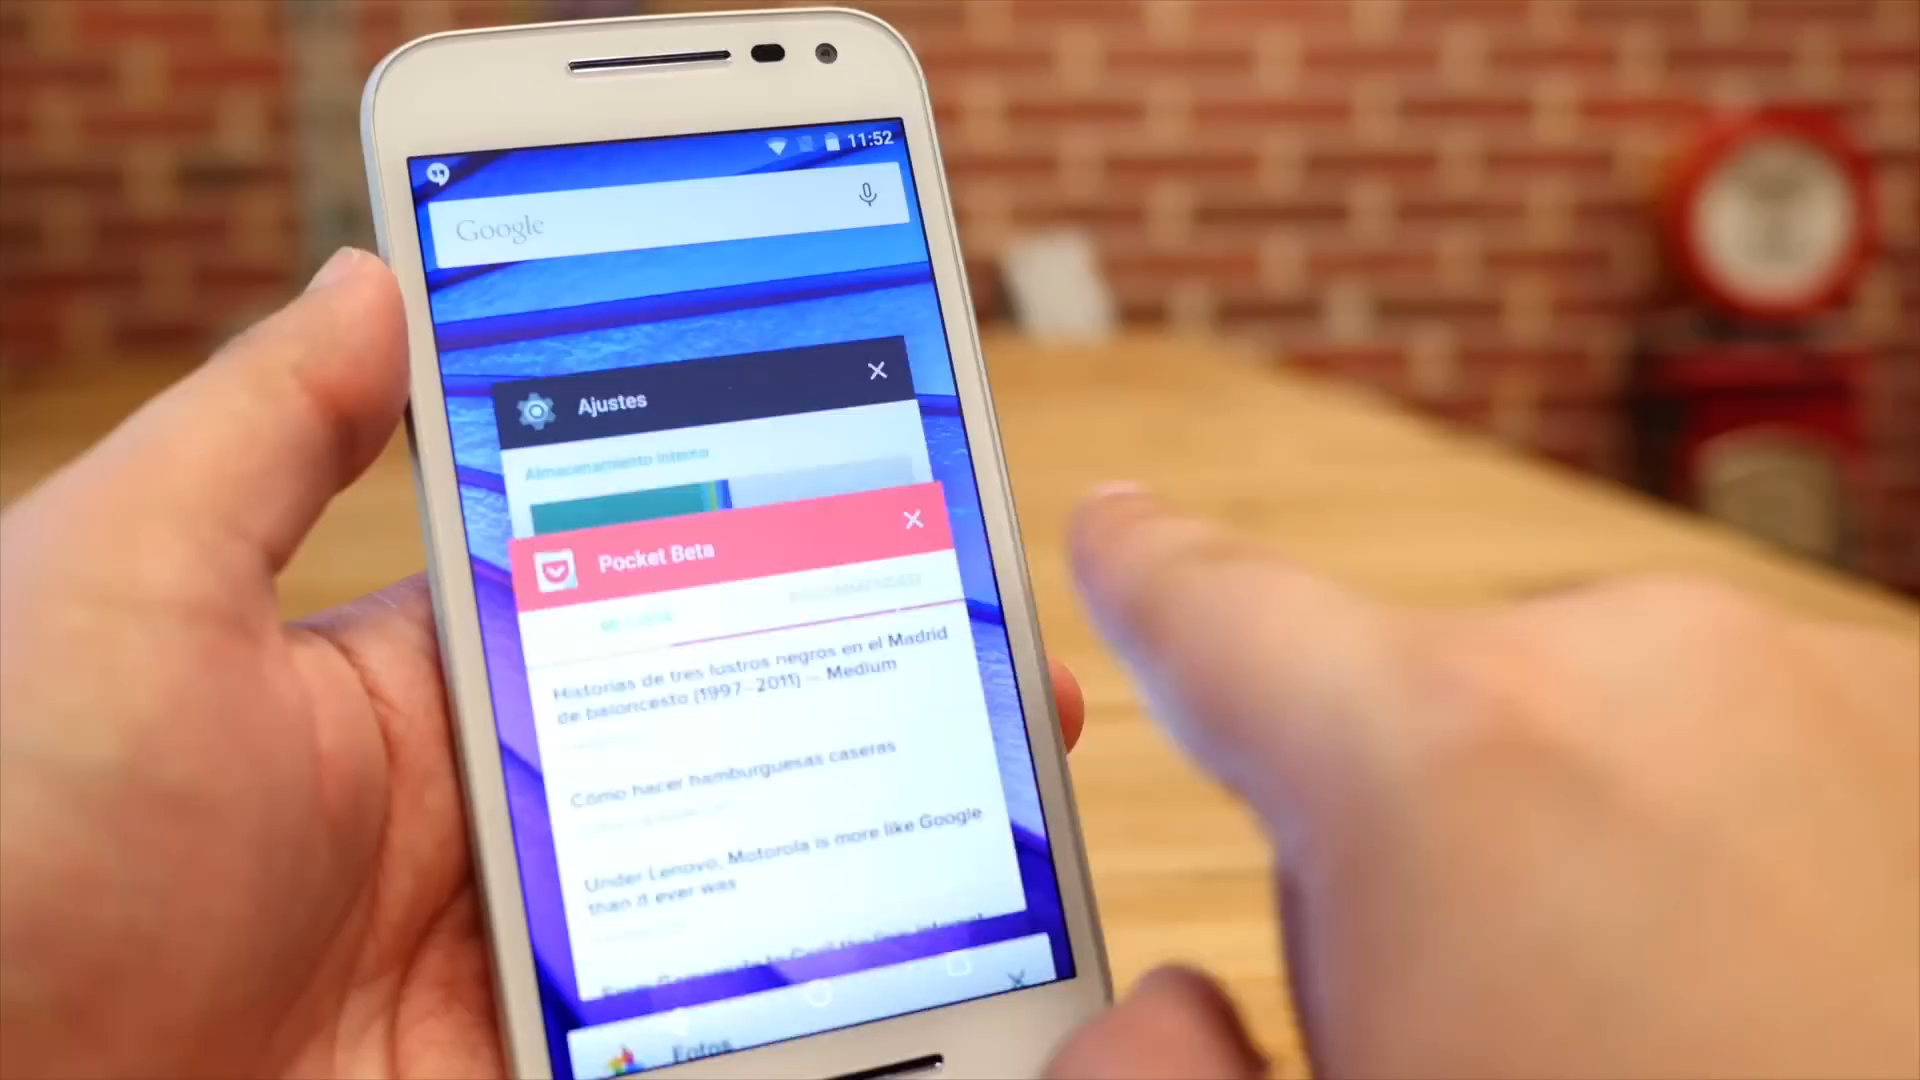 11:52
Google
Ajustes
Almacenamiento interno
Pocket Beta
RECOMMENDED
Historias de tres lustros negros en el Madrid
de baloncesto (1997-2011) — Medium
Cómo hacer hamburguesas caseras
Under Lenovo, Motorola is more like Google
than it ever was
Fotos